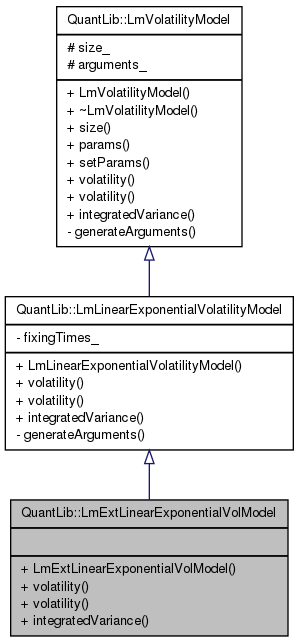 QuantLib::LmVolatilityModel
# size_
# arguments_
+ LmVolatilityModel()
+ ~LmVolatilityModel()
+ size()
+ params()
+ setParams()
+ volatility()
+ volatility()
+ integratedVariance()
- generateArguments()
QuantLib::LmLinearExponentialVolatilityModel
- fixingTimes_
+ LmLinearExponentialVolatilityModel()
+ volatility()
+ volatility()
+ integratedVariance()
- generateArguments()
QuantLib::LmExtLinearExponentialVolModel
+ LmExtLinearExponentialVolModel()
+ volatility()
+ volatility()
+ integratedVariance()